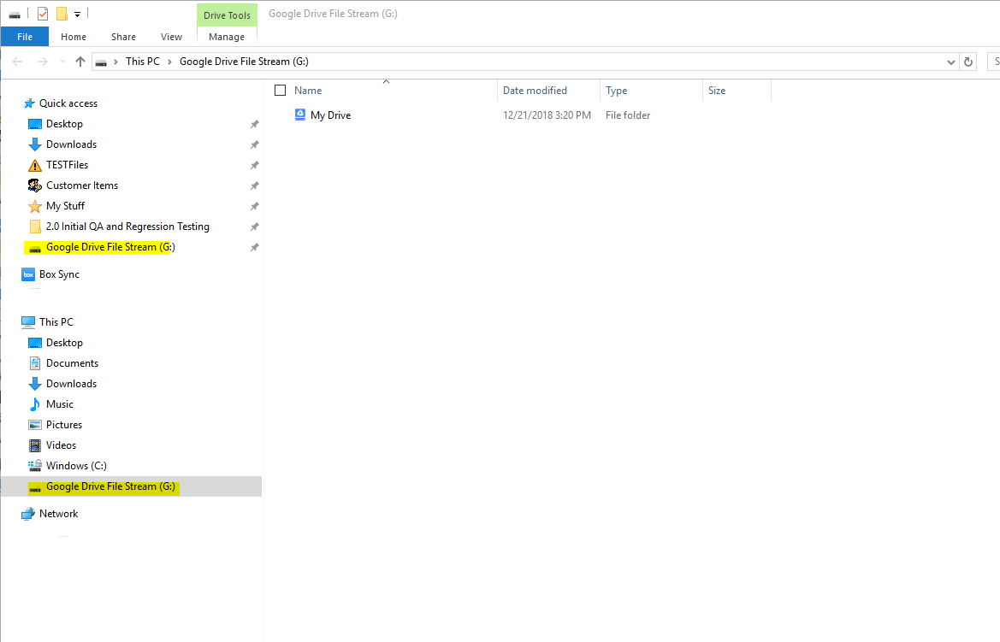 Drive Tools Google Drive File Stream (G:)
File Home Share View Manage
This PC Google Drive File Stream (G:) S
Name Date modified Type Size
My Drive 12/21/2018 3:20 PM File folder
Quick access
Desktop
Downloads
TESTFiles
Customer Items
My Stuff
2.0 Initial QA and Regression Testing
Google Drive File Stream (G:)
box Box Sync
This PC
Desktop
Documents
Downloads
Music
Pictures
Videos
Windows (C:)
Google Drive File Stream (G:)
Network